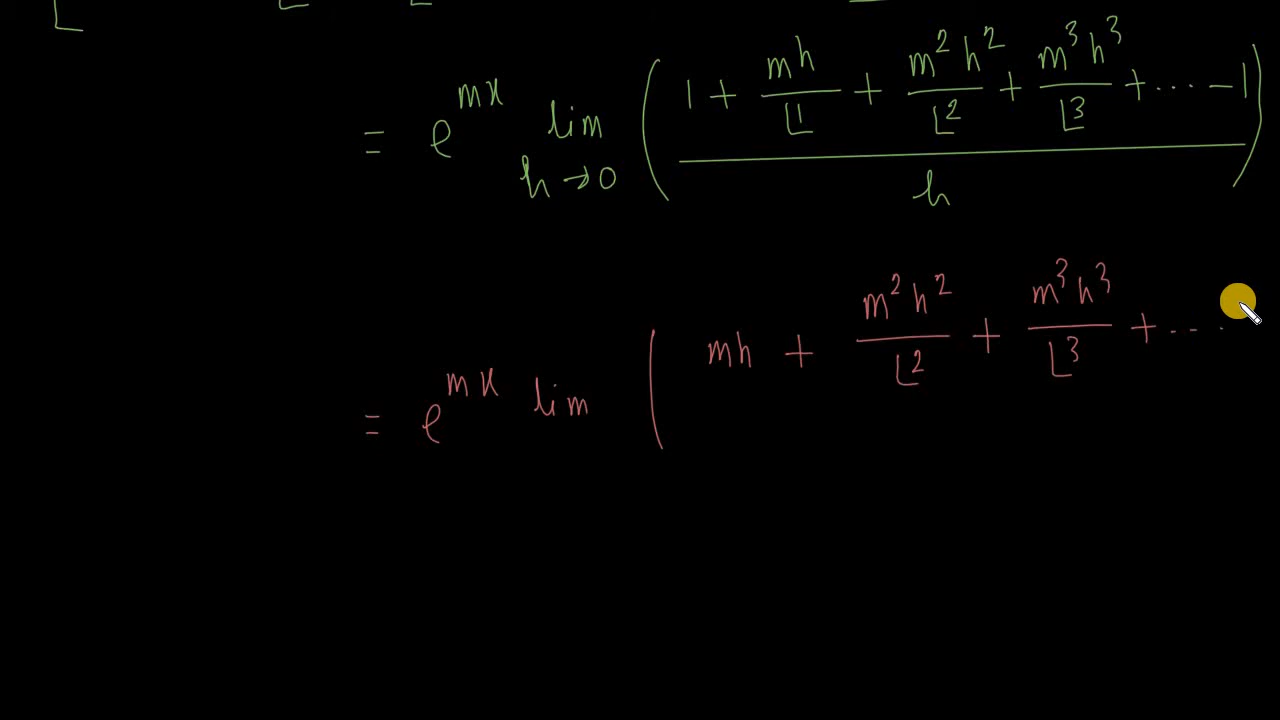 = e^{mx} lim_{h→0} ( (1 + mh/⌊1 + m²h²/⌊2 + m³h³/⌊3 + .... − 1) / h )
= e^{mx} lim ( mh + m²h²/⌊2 + m³h³/⌊3 + ---